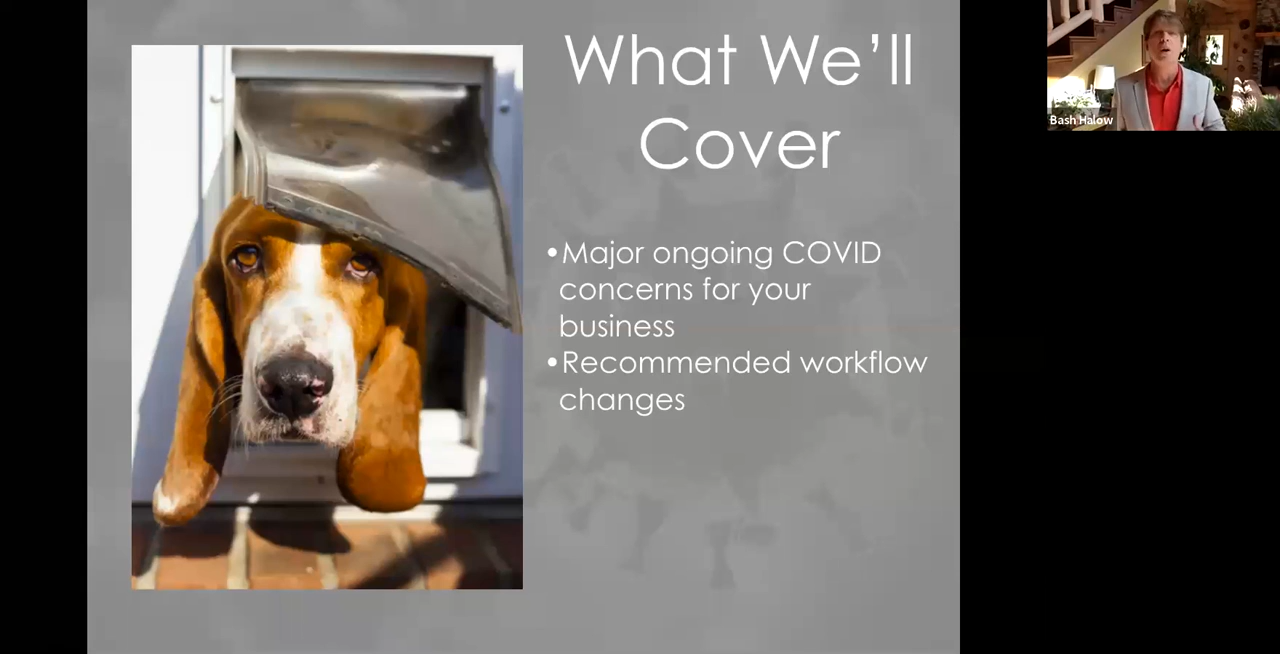 What We’ll
Cover
•Major ongoing COVID
concerns for your
business
•Recommended workflow
changes
Bash Halow